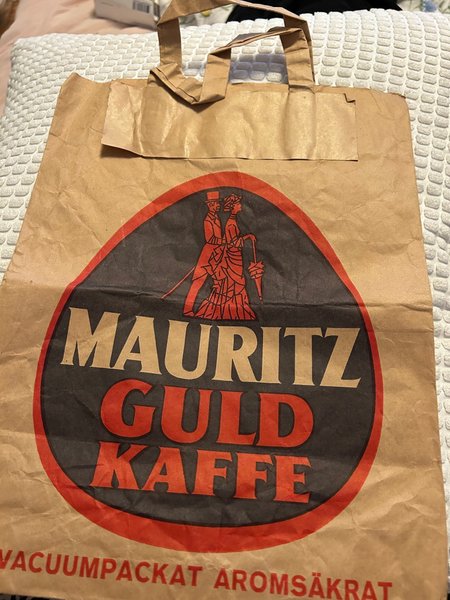 MAURITZ
GULD
KAFFE
VACUUMPACKAT AROMSÄKRAT